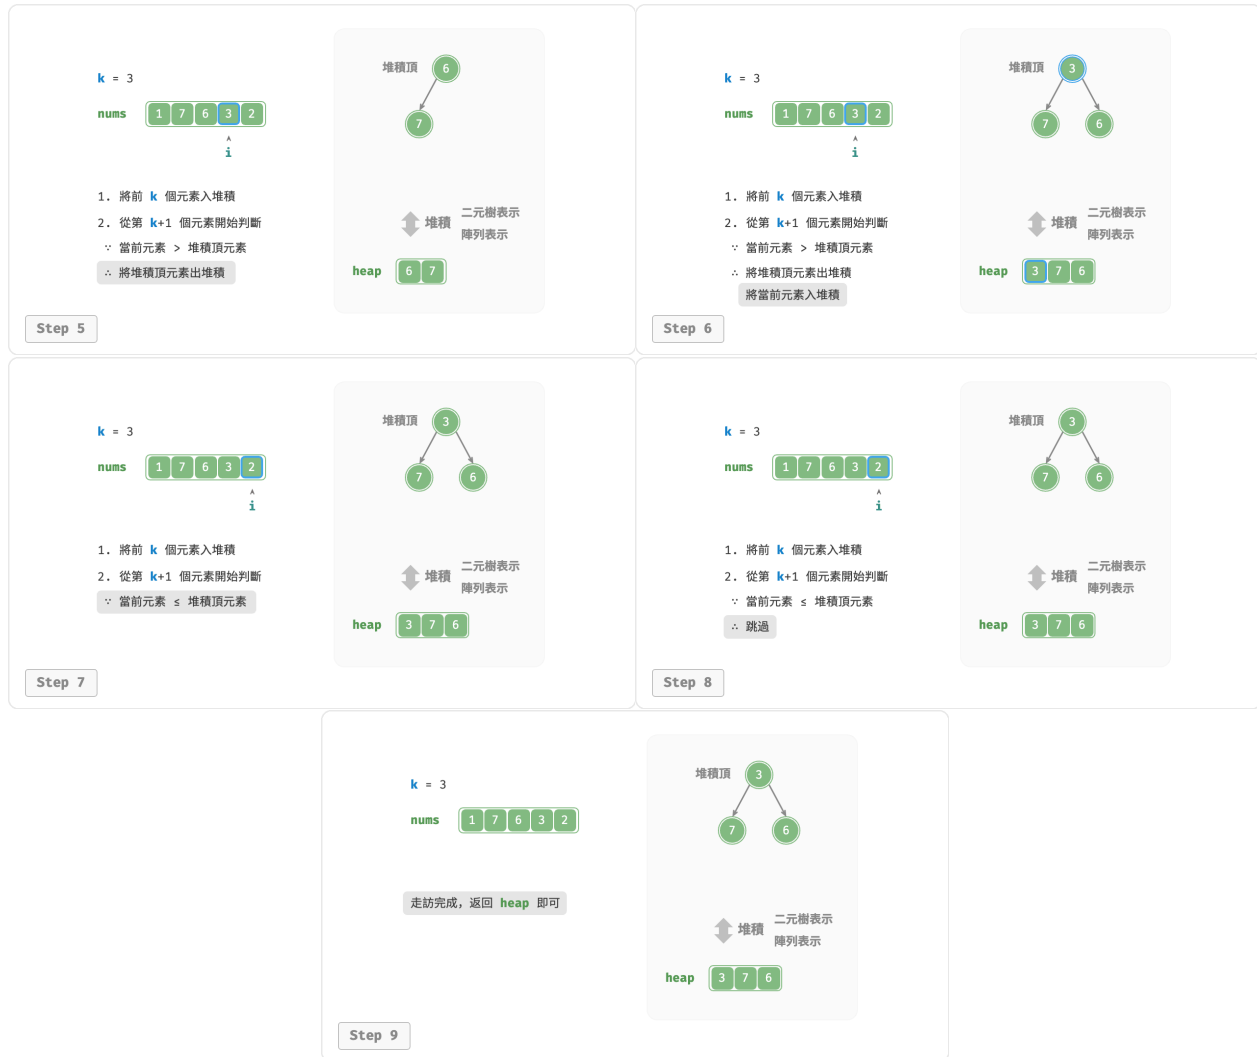 k = 3
nums 1 7 6 3 2
i
1. 將前 k 個元素入堆積
2. 從第 k+1 個元素開始判斷
∵ 當前元素 > 堆積頂元素
∴ 將堆積頂元素出堆積
堆積頂 6
7
堆積 二元樹表示
陣列表示
heap 6 7
Step 5
k = 3
nums 1 7 6 3 2
i
1. 將前 k 個元素入堆積
2. 從第 k+1 個元素開始判斷
∵ 當前元素 > 堆積頂元素
∴ 將堆積頂元素出堆積
將當前元素入堆積
堆積頂 3
7 6
堆積 二元樹表示
陣列表示
heap 3 7 6
Step 6
k = 3
nums 1 7 6 3 2
i
1. 將前 k 個元素入堆積
2. 從第 k+1 個元素開始判斷
∵ 當前元素 ≤ 堆積頂元素
堆積頂 3
7 6
堆積 二元樹表示
陣列表示
heap 3 7 6
Step 7
k = 3
nums 1 7 6 3 2
i
1. 將前 k 個元素入堆積
2. 從第 k+1 個元素開始判斷
∵ 當前元素 ≤ 堆積頂元素
∴ 跳過
堆積頂 3
7 6
堆積 二元樹表示
陣列表示
heap 3 7 6
Step 8
k = 3
nums 1 7 6 3 2
走訪完成，返回 heap 即可
堆積頂 3
7 6
堆積 二元樹表示
陣列表示
heap 3 7 6
Step 9